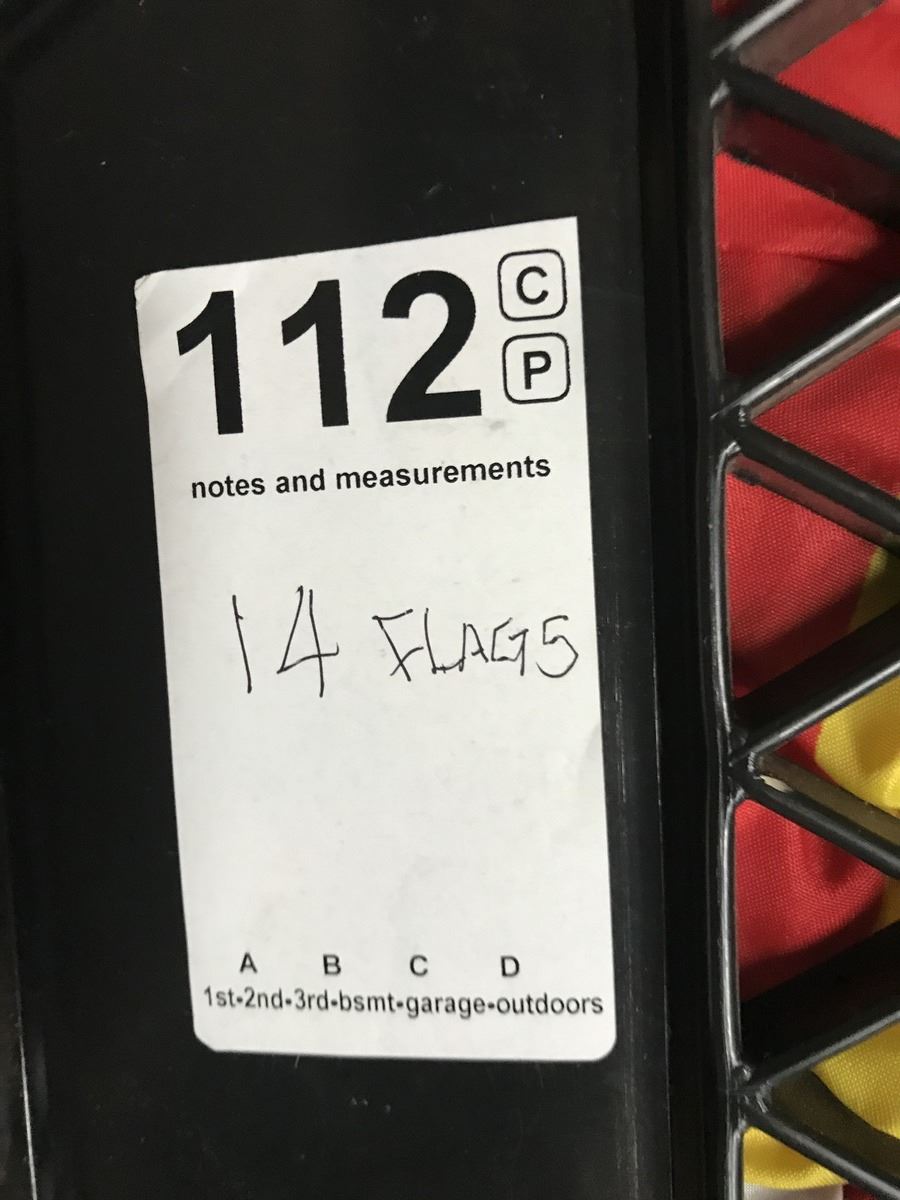 112 C
P
notes and measurements
14 FLAGS
A B C D
1st-2nd-3rd-bsmt-garage-outdoors